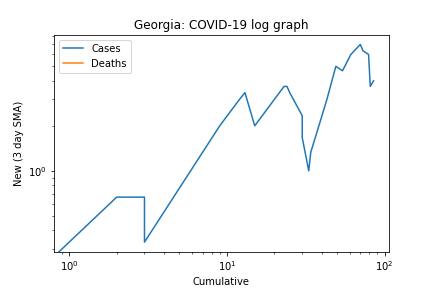 Georgia: COVID-19 log graph
Cases
Deaths
New (3 day SMA)
10⁰
10⁰ 10¹ 10²
Cumulative